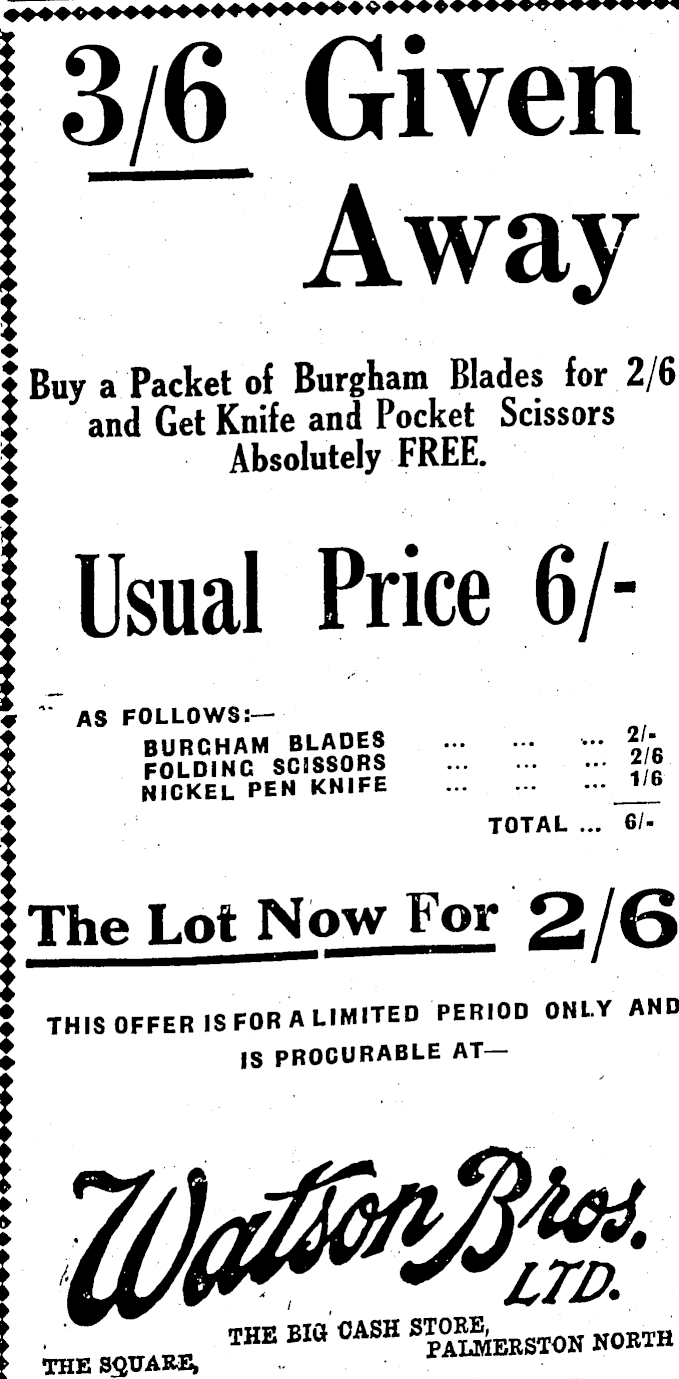 3/6 Given
Away
Buy a Packet of Burgham Blades for 2/6
and Get Knife and Pocket Scissors
Absolutely FREE.
Usual Price 6/-
AS FOLLOWS:—
BURGHAM BLADES ... ... ... 2/-
FOLDING SCISSORS ... ... ... 2/6
NICKEL PEN KNIFE ... ... ... 1/6
TOTAL ... 6/-
The Lot Now For 2/6
THIS OFFER IS FOR A LIMITED PERIOD ONLY AND
IS PROCURABLE AT—
Watson Bros.
LTD.
THE BIG CASH STORE,
THE SQUARE, PALMERSTON NORTH